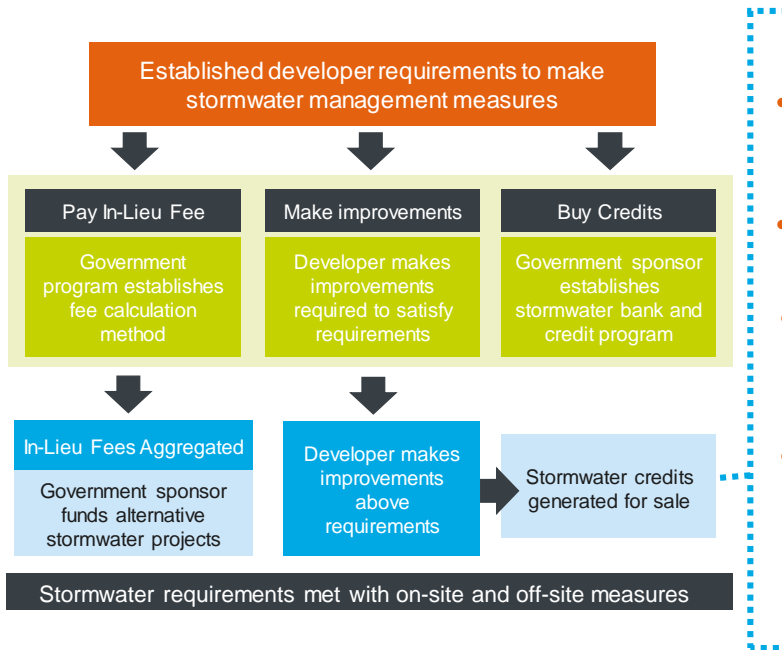 Established developer requirements to make
stormwater management measures
Pay In-Lieu Fee
Government
program establishes
fee calculation
method
Make improvements
Developer makes
improvements
required to satisfy
requirements
Buy Credits
Government sponsor
establishes
stormwater bank and
credit program
In-Lieu Fees Aggregated
Government sponsor
funds alternative
stormwater projects
Developer makes
improvements
above
requirements
Stormwater credits
generated for sale
Stormwater requirements met with on-site and off-site measures